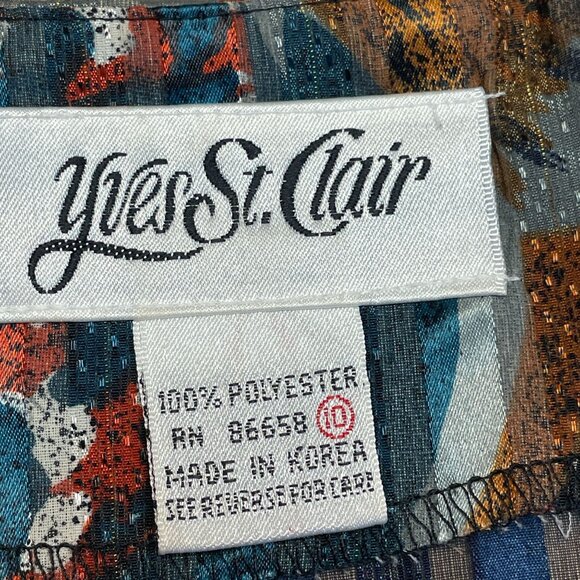 Yves St. Clair
100% POLYESTER
RN 86658 10
MADE IN KOREA
SEE REVERSE FOR CARE